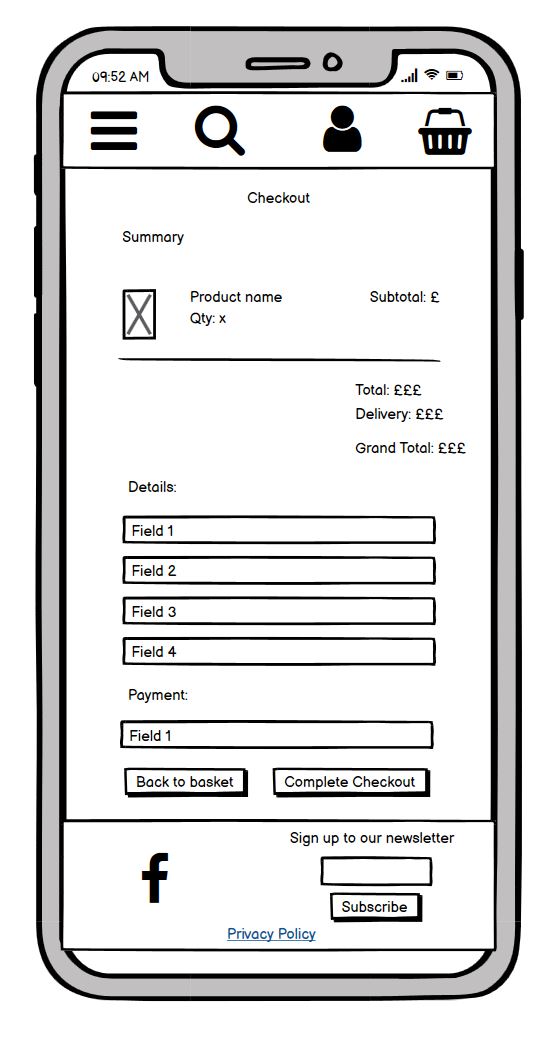 09:52 AM
Checkout
Summary
Product name
Subtotal: £
Qty: x
Total: £££
Delivery: £££
Grand Total: £££
Details:
Field 1
Field 2
Field 3
Field 4
Payment:
Field 1
Back to basket
Complete Checkout
Sign up to our newsletter
Subscribe
Privacy Policy